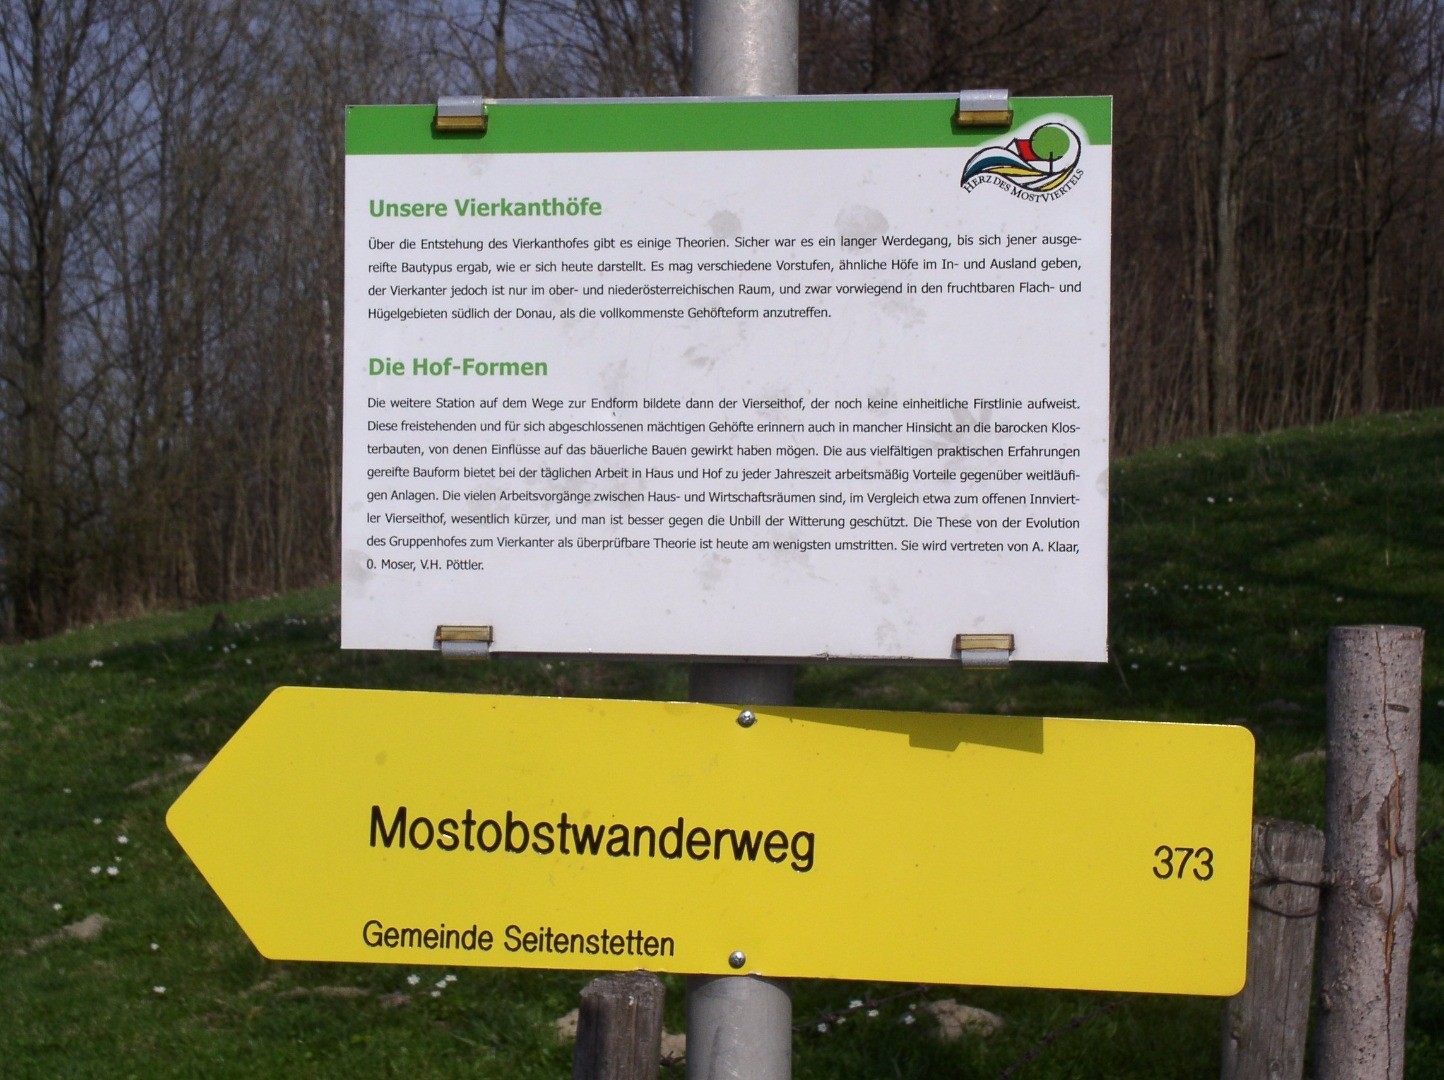 HERZ DES MOSTVIERTELS
Unsere Vierkanthöfe
Über die Entstehung des Vierkanthofes gibt es einige Theorien. Sicher war es ein langer Werdegang, bis sich jener ausge-
reifte Bautypus ergab, wie er sich heute darstellt. Es mag verschiedene Vorstufen, ähnliche Höfe im In- und Ausland geben,
der Vierkanter jedoch ist nur im ober- und niederösterreichischen Raum, und zwar vorwiegend in den fruchtbaren Flach- und
Hügelgebieten südlich der Donau, als die vollkommenste Gehöfteform anzutreffen.
Die Hof-Formen
Die weitere Station auf dem Wege zur Endform bildete dann der Vierseithof, der noch keine einheitliche Firstlinie aufweist.
Diese freistehenden und für sich abgeschlossenen mächtigen Gehöfte erinnern auch in mancher Hinsicht an die barocken Klos-
terbauten, von denen Einflüsse auf das bäuerliche Bauen gewirkt haben mögen. Die aus vielfältigen praktischen Erfahrungen
gereifte Bauform bietet bei der täglichen Arbeit in Haus und Hof zu jeder Jahreszeit arbeitsmäßig Vorteile gegenüber weitläufi-
gen Anlagen. Die vielen Arbeitsvorgänge zwischen Haus- und Wirtschaftsräumen sind, im Vergleich etwa zum offenen Innviert-
ler Vierseithof, wesentlich kürzer, und man ist besser gegen die Unbill der Witterung geschützt. Die These von der Evolution
des Gruppenhofes zum Vierkanter als überprüfbare Theorie ist heute am wenigsten umstritten. Sie wird vertreten von A. Klaar,
O. Moser, V.H. Pöttler.
Mostobstwanderweg
373
Gemeinde Seitenstetten